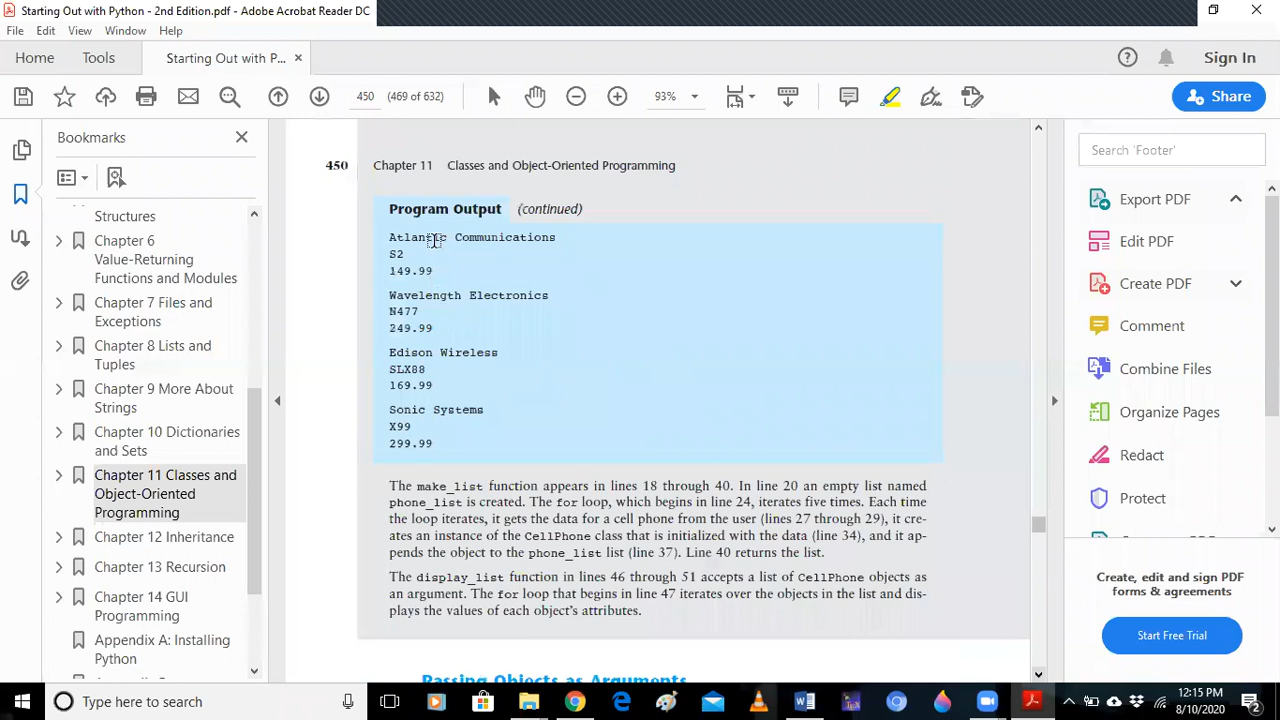 Starting Out with Python - 2nd Edition.pdf - Adobe Acrobat Reader DC
File Edit View Window Help
Home Tools Starting Out with P... × Sign In
450 (469 of 632) 93% Share
Bookmarks
Structures
Chapter 6
Value-Returning
Functions and Modules
Chapter 7 Files and
Exceptions
Chapter 8 Lists and
Tuples
Chapter 9 More About
Strings
Chapter 10 Dictionaries
and Sets
Chapter 11 Classes and
Object-Oriented
Programming
Chapter 12 Inheritance
Chapter 13 Recursion
Chapter 14 GUI
Programming
Appendix A: Installing
Python
450 Chapter 11 Classes and Object-Oriented Programming
Program Output (continued)
Atlantic Communications
S2
149.99
Wavelength Electronics
N477
249.99
Edison Wireless
SLX88
169.99
Sonic Systems
X99
299.99
The make_list function appears in lines 18 through 40. In line 20 an empty list named
phone_list is created. The for loop, which begins in line 24, iterates five times. Each time
the loop iterates, it gets the data for a cell phone from the user (lines 27 through 29), it cre-
ates an instance of the CellPhone class that is initialized with the data (line 34), and it ap-
pends the object to the phone_list list (line 37). Line 40 returns the list.
The display_list function in lines 46 through 51 accepts a list of CellPhone objects as
an argument. The for loop that begins in line 47 iterates over the objects in the list and dis-
plays the values of each object's attributes.
Passing Objects as Arguments
Search 'Footer'
Export PDF
Edit PDF
Create PDF
Comment
Combine Files
Organize Pages
Redact
Protect
Create, edit and sign PDF
forms & agreements
Start Free Trial
Type here to search
12:15 PM
8/10/2020
2